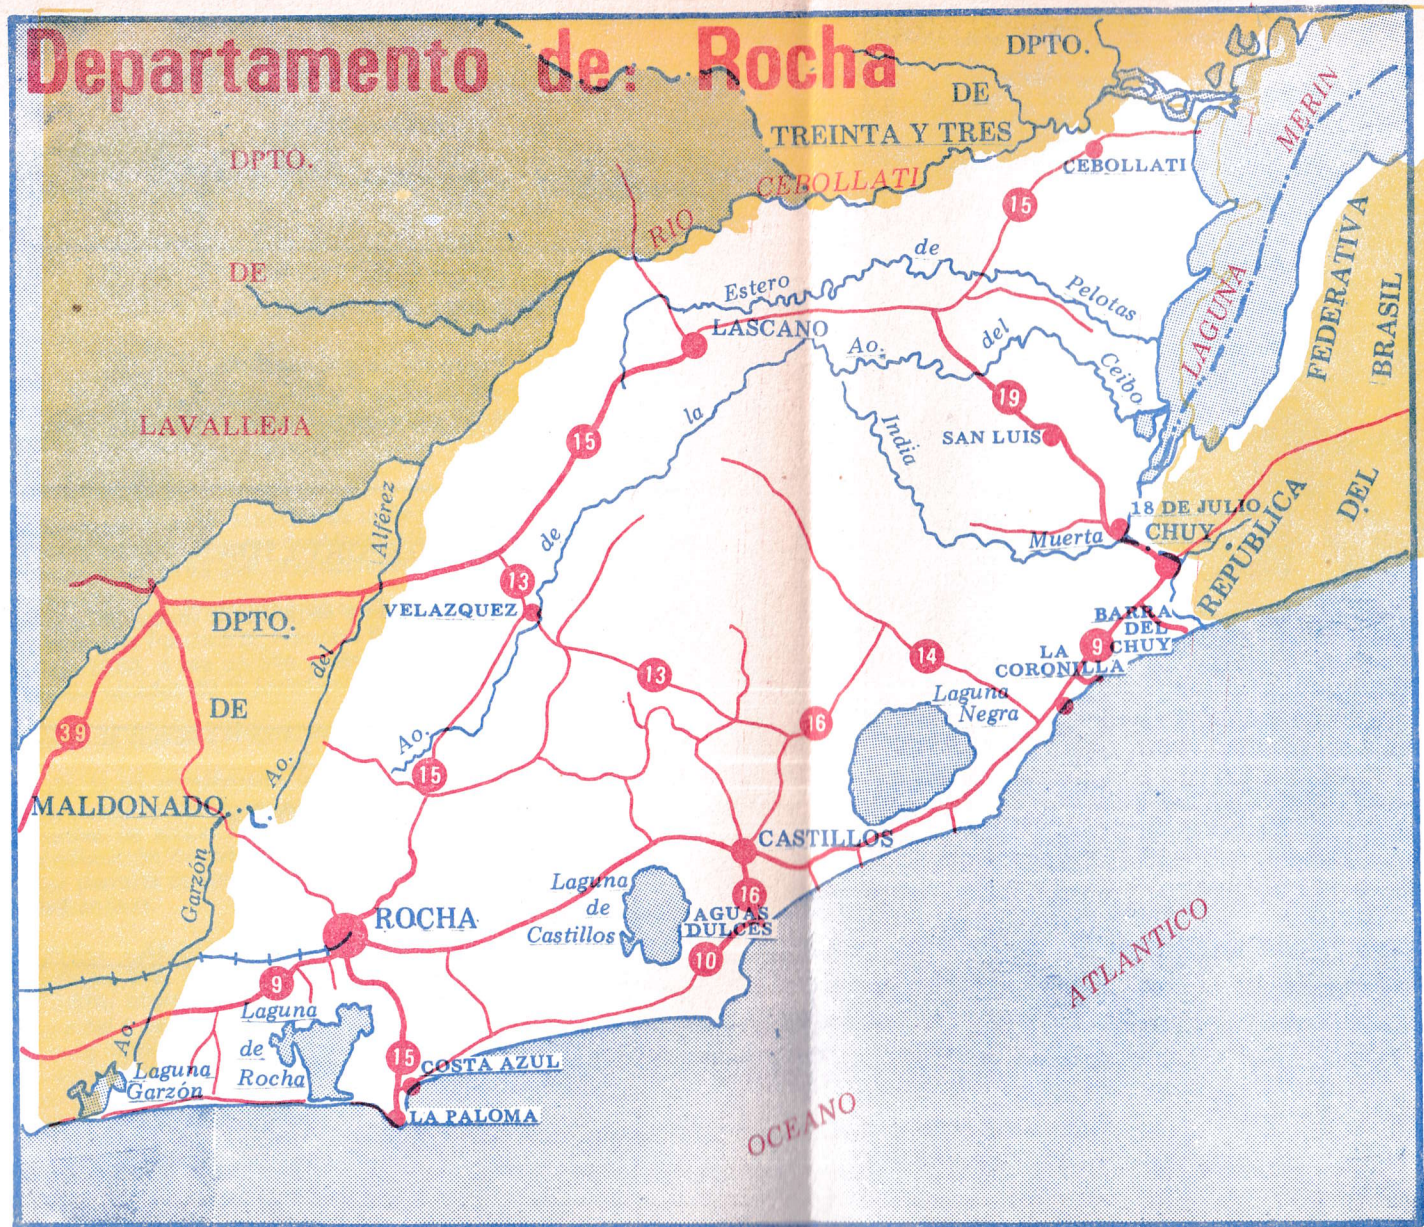 Departamento de: Rocha
DPTO.
DE
TREINTA Y TRES
DPTO.
DE
LAVALLEJA
RIO
CEBOLLATI
CEBOLLATI
15
LAGUNA
MERIN
REPÚBLICA
FEDERATIVA
DEL
BRASIL
Estero
de
Pelotas
LASCANO
Ao.
del
Ceibo
19
SAN LUIS
India
Muerta
18 DE JULIO
CHUY
15
Ao.
de
la
Ao.
del
Alférez
13
VELAZQUEZ
DPTO.
DE
MALDONADO
39
13
14
16
9
BARRA
DEL
CHUY
LA
CORONILLA
Laguna
Negra
15
CASTILLOS
Laguna
de
Castillos
16
AGUAS
DULCES
10
ROCHA
Ao.
Garzón
9
Laguna
de
Rocha
Laguna
Garzón
15
COSTA AZUL
LA PALOMA
OCEANO
ATLANTICO